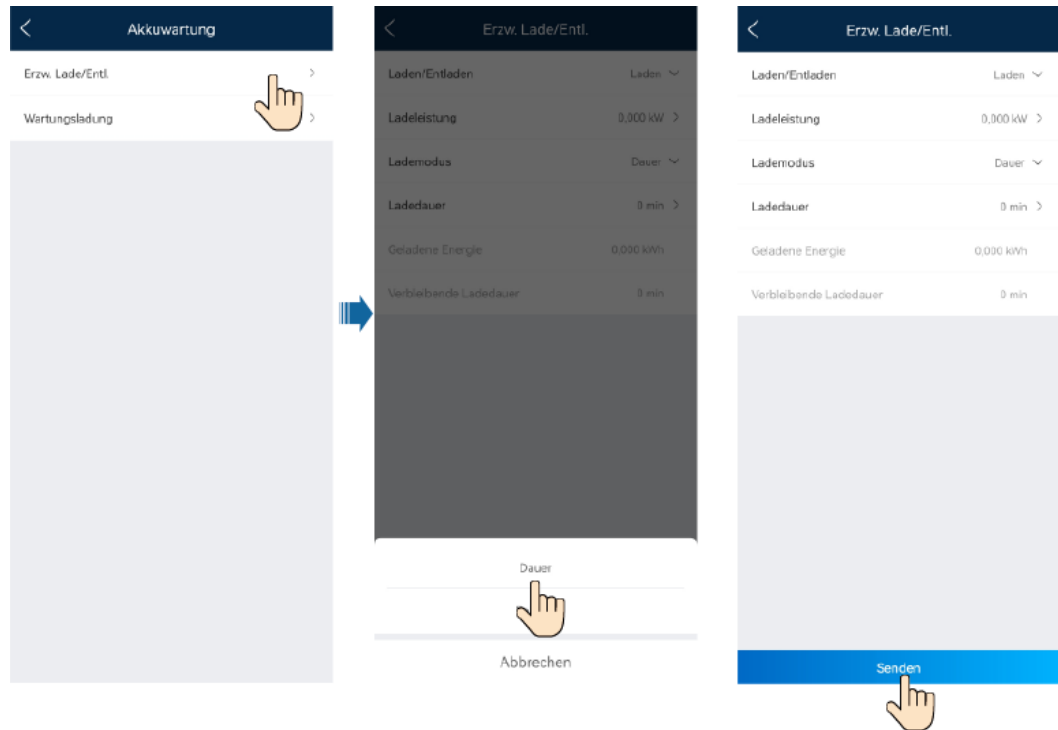 Akkuwartung
Erzw. Lade/Entl.
Wartungsladung
Erzw. Lade/Entl.
Laden/Entladen Laden
Ladeleistung 0,000 kW
Lademodus Dauer
Ladedauer 0 min
Geladene Energie 0,000 kWh
Verbleibende Ladedauer 0 min
Dauer
Abbrechen
Erzw. Lade/Entl.
Laden/Entladen Laden
Ladeleistung 0,000 kW
Lademodus Dauer
Ladedauer 0 min
Geladene Energie 0,000 kWh
Verbleibende Ladedauer 0 min
Senden